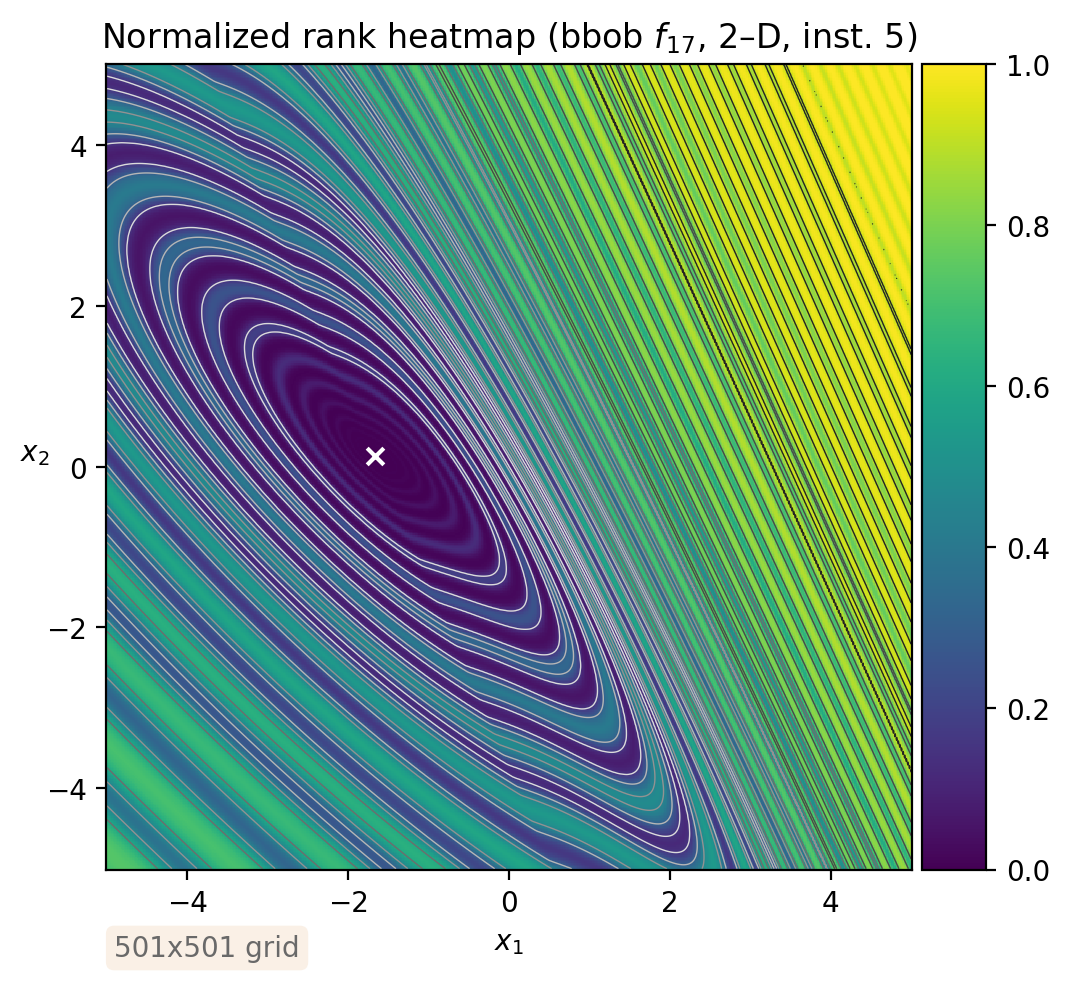 Normalized rank heatmap (bbob f₁₇, 2–D, inst. 5)
1.0
0.8
0.6
0.4
0.2
0.0
4
2
0
−2
−4
x₂
−4 −2 0 2 4
x₁
501x501 grid